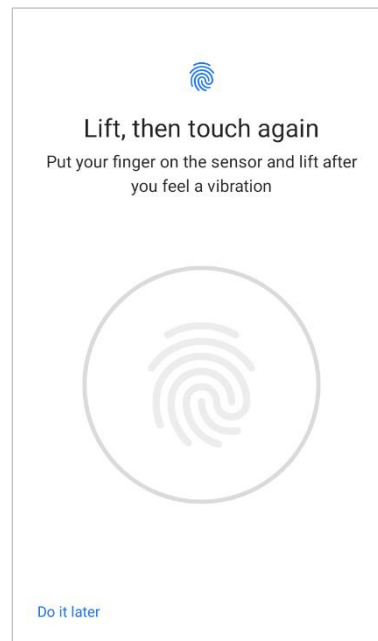 Lift, then touch again
Put your finger on the sensor and lift after
you feel a vibration
Do it later